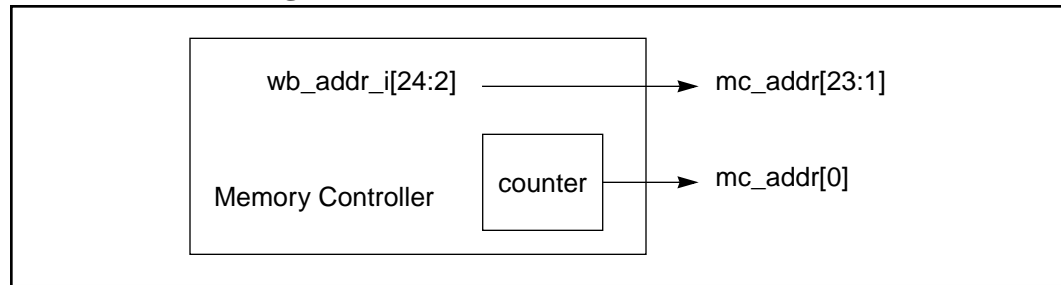 wb_addr_i[24:2] mc_addr[23:1]
counter mc_addr[0]
Memory Controller